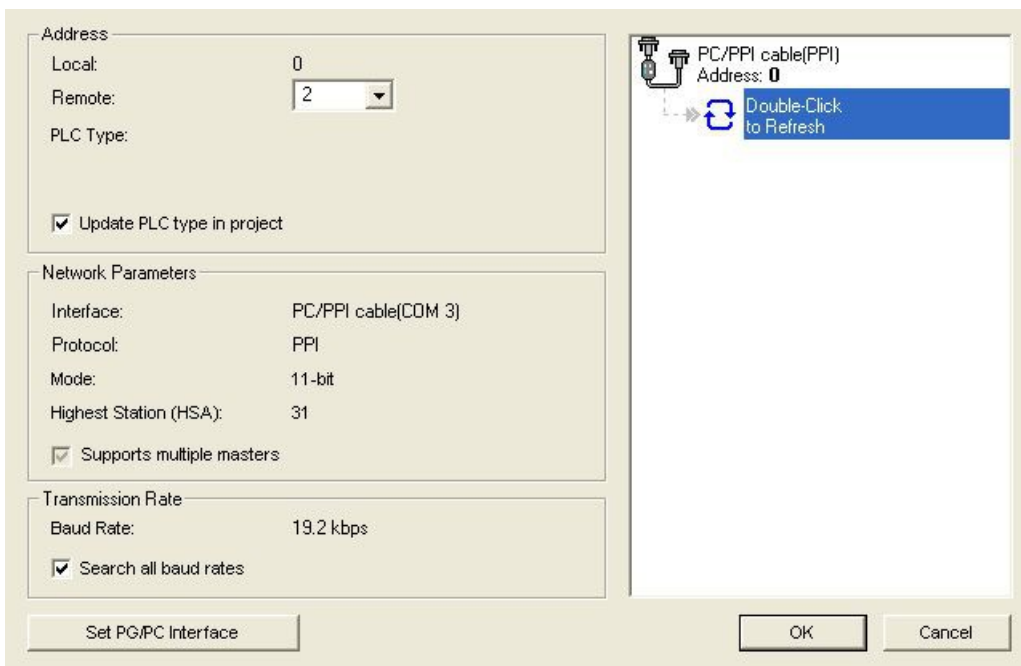 Address
Local: 0
Remote: 2
PLC Type:
Update PLC type in project
Network Parameters
Interface: PC/PPI cable(COM 3)
Protocol: PPI
Mode: 11-bit
Highest Station (HSA): 31
Supports multiple masters
Transmission Rate
Baud Rate: 19.2 kbps
Search all baud rates
Set PG/PC Interface
PC/PPI cable(PPI)
Address: 0
Double-Click
to Refresh
OK
Cancel